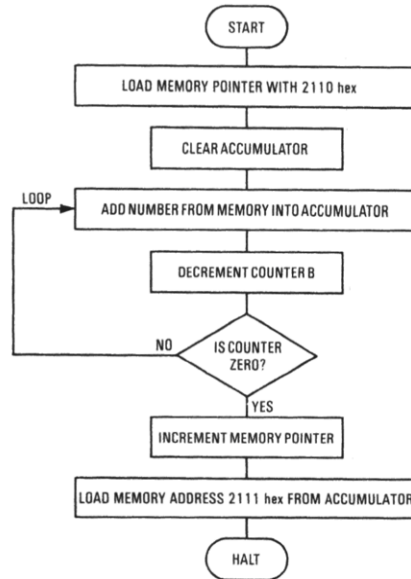 START
LOAD MEMORY POINTER WITH 2110 hex
CLEAR ACCUMULATOR
LOOP
ADD NUMBER FROM MEMORY INTO ACCUMULATOR
DECREMENT COUNTER B
NO
IS COUNTER
ZERO?
YES
INCREMENT MEMORY POINTER
LOAD MEMORY ADDRESS 2111 hex FROM ACCUMULATOR
HALT